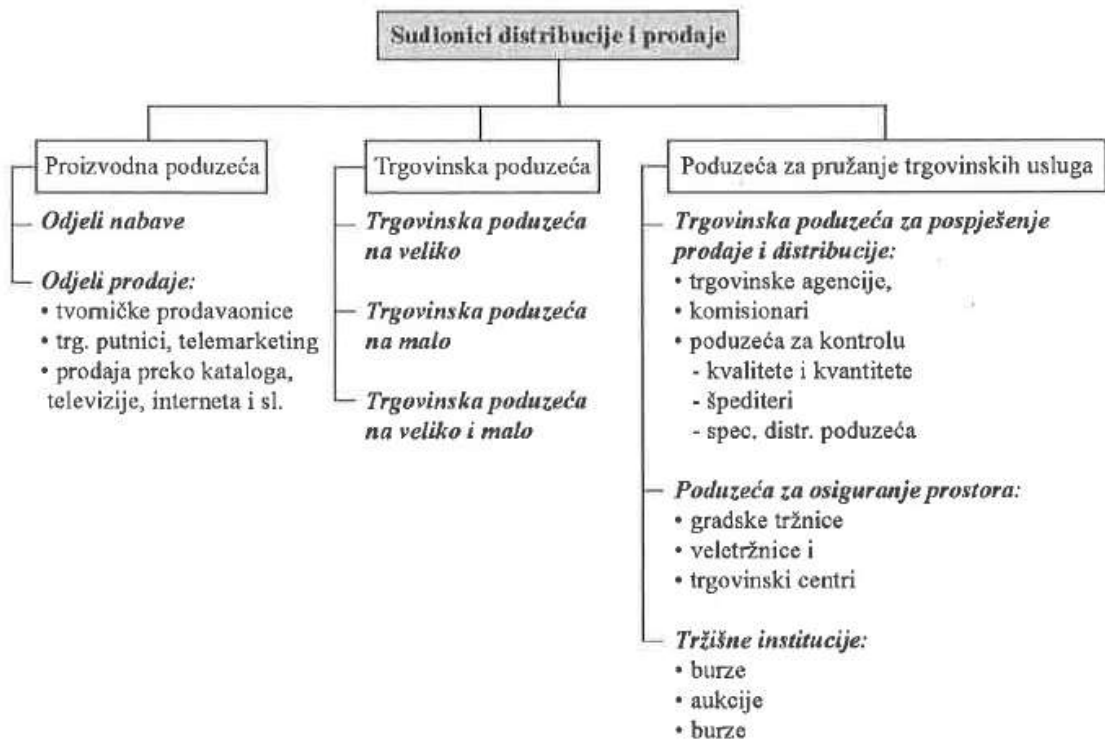 Sudionici distribucije i prodaje
Proizvodna poduzeća
Odjeli nabave
Odjeli prodaje:
• tvorničke prodavaonice
• trg. putnici, telemarketing
• prodaja preko kataloga,
televizije, interneta i sl.
Trgovinska poduzeća
Trgovinska poduzeća
na veliko
Trgovinska poduzeća
na malo
Trgovinska poduzeća
na veliko i malo
Poduzeća za pružanje trgovinskih usluga
Trgovinska poduzeća za pospješenje
prodaje i distribucije:
• trgovinske agencije,
• komisionari
• poduzeća za kontrolu
- kvalitete i kvantitete
- špediteri
- spec. distr. poduzeća
Poduzeća za osiguranje prostora:
• gradske tržnice
• veletržnice i
• trgovinski centri
Tržišne institucije:
• burze
• aukcije
• burze